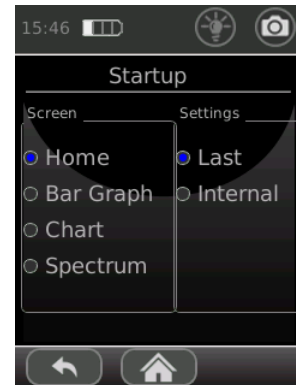 15:46
Startup
Screen
Settings
Home
Last
Bar Graph
Internal
Chart
Spectrum